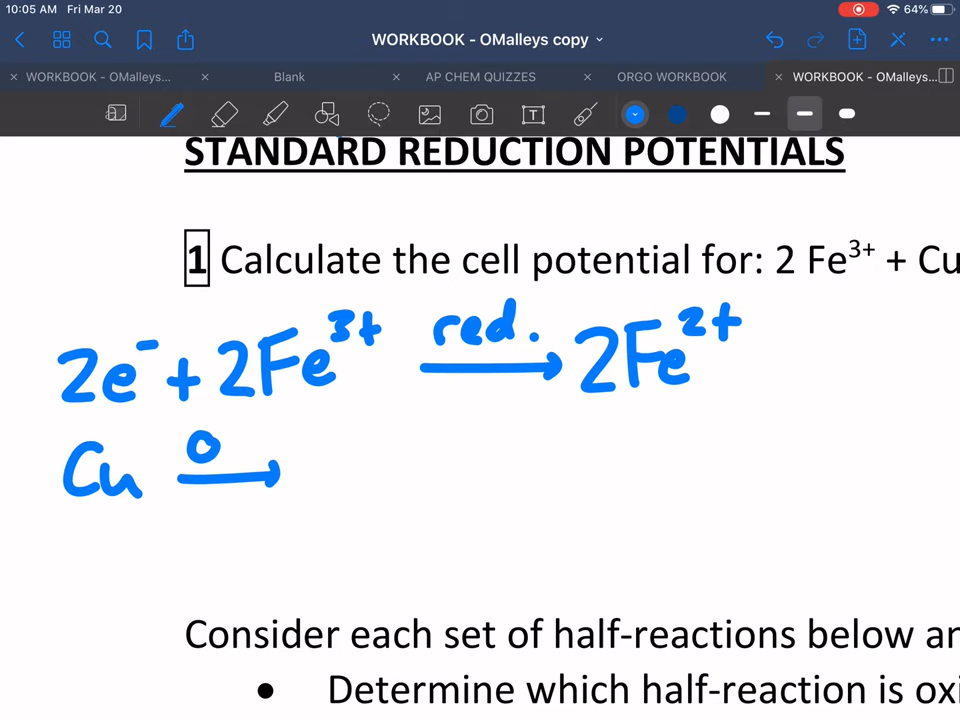 10:05 AM Fri Mar 20 64%
WORKBOOK - OMalleys copy
WORKBOOK - OMalleys... Blank AP CHEM QUIZZES ORGO WORKBOOK WORKBOOK - OMalleys...
STANDARD REDUCTION POTENTIALS
1 Calculate the cell potential for: 2 Fe³⁺ + Cu
2e⁻ + 2Fe³⁺ red. → 2Fe²⁺
Cu o →
Consider each set of half-reactions below an
• Determine which half-reaction is oxi